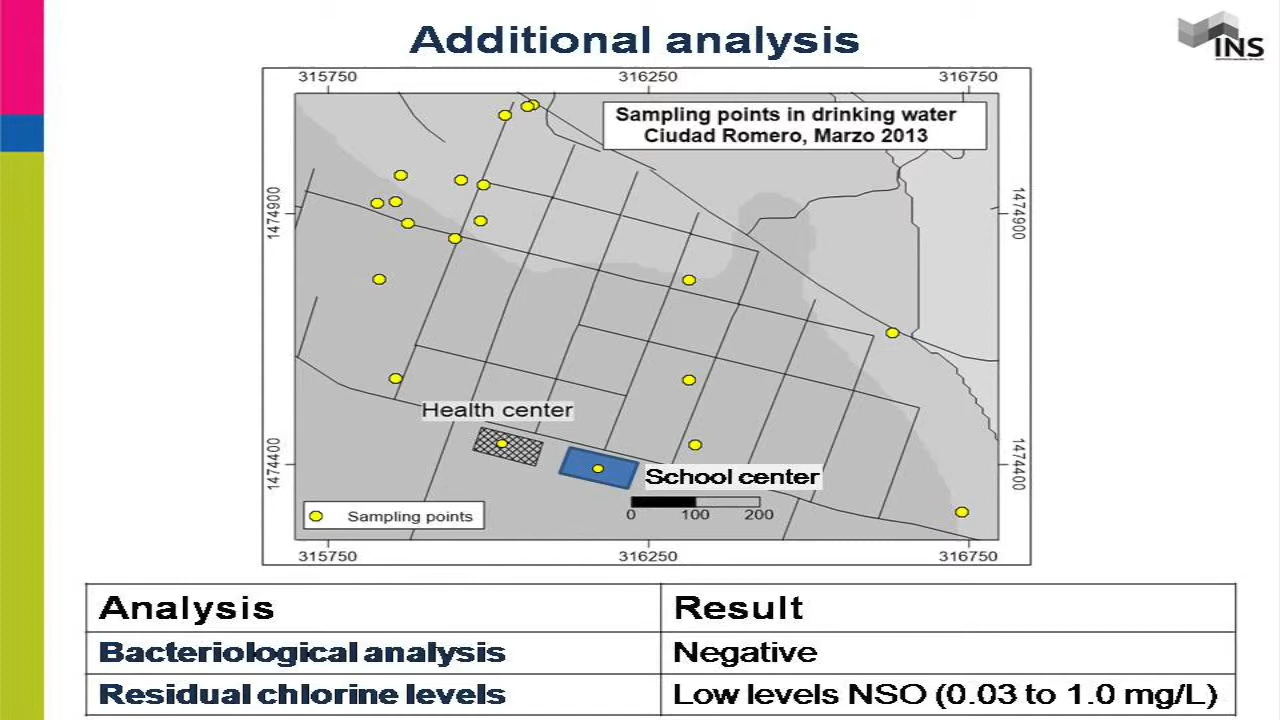 Additional analysis
INS
315750 316250 316750
Sampling points in drinking water
Ciudad Romero, Marzo 2013
1474900 1474900
Health center
1474400 1474400
School center
Sampling points
0 100 200
315750 316250 316750
Analysis Result
Bacteriological analysis Negative
Residual chlorine levels Low levels NSO (0.03 to 1.0 mg/L)